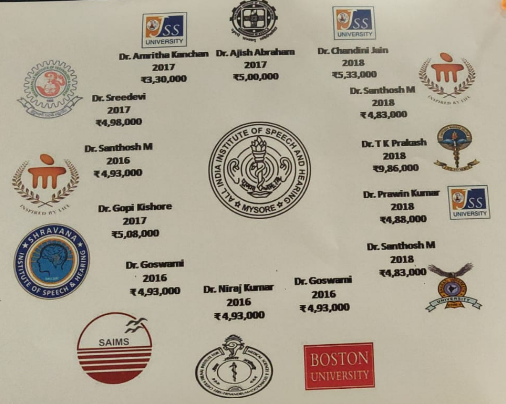 JSS
UNIVERSITY
Dr. Amritha Kanchan
2017
₹3,30,000
Dr. Ajish Abraham
2017
₹5,00,000
JSS
UNIVERSITY
Dr. Chandini Jain
2018
₹5,33,000
INSPIRED BY LIFE
Dr. Santhosh M
2018
₹4,83,000
Dr. T K Prakash
2018
₹9,86,000
JSS
UNIVERSITY
Dr. Prawin Kumar
2018
₹4,88,000
Dr. Santhosh M
2018
₹4,83,000
UNIVERSITY
BOSTON
UNIVERSITY
Dr. Goswami
2016
₹4,93,000
Dr. Niraj Kumar
2016
₹4,93,000
SAIMS
Dr. Goswami
2016
₹4,93,000
SHRAVANA
INSTITUTE OF SPEECH & HEARING
Dr. Gopi Kishore
2017
₹5,08,000
INSPIRED BY LIFE
Dr. Santhosh M
2016
₹4,93,000
Dr. Sreedevi
2017
₹4,98,000
ALL INDIA INSTITUTE OF SPEECH AND HEARING
MYSORE